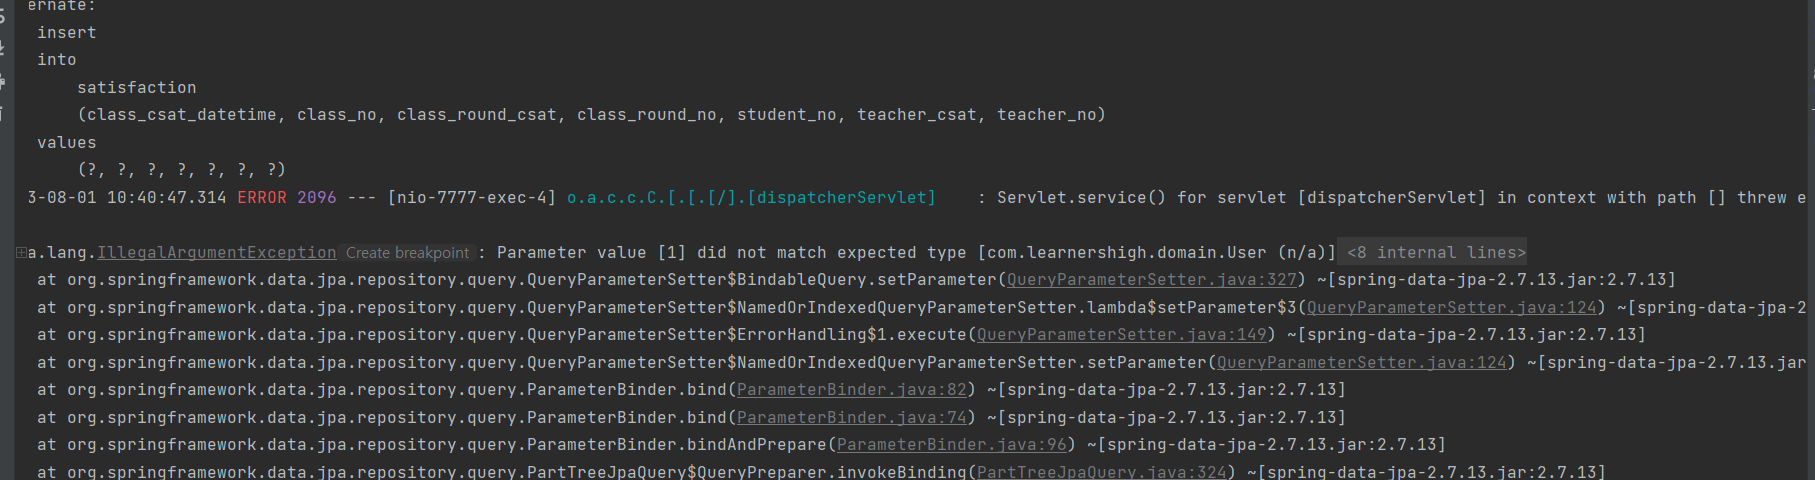 ernate:
insert
into
satisfaction
(class_csat_datetime, class_no, class_round_csat, class_round_no, student_no, teacher_csat, teacher_no)
values
(?, ?, ?, ?, ?, ?, ?)
3-08-01 10:40:47.314 ERROR 2096 --- [nio-7777-exec-4] o.a.c.c.C.[.[.[/].[dispatcherServlet]    : Servlet.service() for servlet [dispatcherServlet] in context with path [] threw e
a.lang.IllegalArgumentException Create breakpoint : Parameter value [1] did not match expected type [com.learnershigh.domain.User (n/a)] <8 internal lines>
at org.springframework.data.jpa.repository.query.QueryParameterSetter$BindableQuery.setParameter(QueryParameterSetter.java:327) ~[spring-data-jpa-2.7.13.jar:2.7.13]
at org.springframework.data.jpa.repository.query.QueryParameterSetter$NamedOrIndexedQueryParameterSetter.lambda$setParameter$3(QueryParameterSetter.java:124) ~[spring-data-jpa-2
at org.springframework.data.jpa.repository.query.QueryParameterSetter$ErrorHandling$1.execute(QueryParameterSetter.java:149) ~[spring-data-jpa-2.7.13.jar:2.7.13]
at org.springframework.data.jpa.repository.query.QueryParameterSetter$NamedOrIndexedQueryParameterSetter.setParameter(QueryParameterSetter.java:124) ~[spring-data-jpa-2.7.13.jar
at org.springframework.data.jpa.repository.query.ParameterBinder.bind(ParameterBinder.java:82) ~[spring-data-jpa-2.7.13.jar:2.7.13]
at org.springframework.data.jpa.repository.query.ParameterBinder.bind(ParameterBinder.java:74) ~[spring-data-jpa-2.7.13.jar:2.7.13]
at org.springframework.data.jpa.repository.query.ParameterBinder.bindAndPrepare(ParameterBinder.java:96) ~[spring-data-jpa-2.7.13.jar:2.7.13]
at org.springframework.data.jpa.repository.query.PartTreeJpaQuery$QueryPreparer.invokeBinding(PartTreeJpaQuery.java:324) ~[spring-data-jpa-2.7.13.jar:2.7.13]